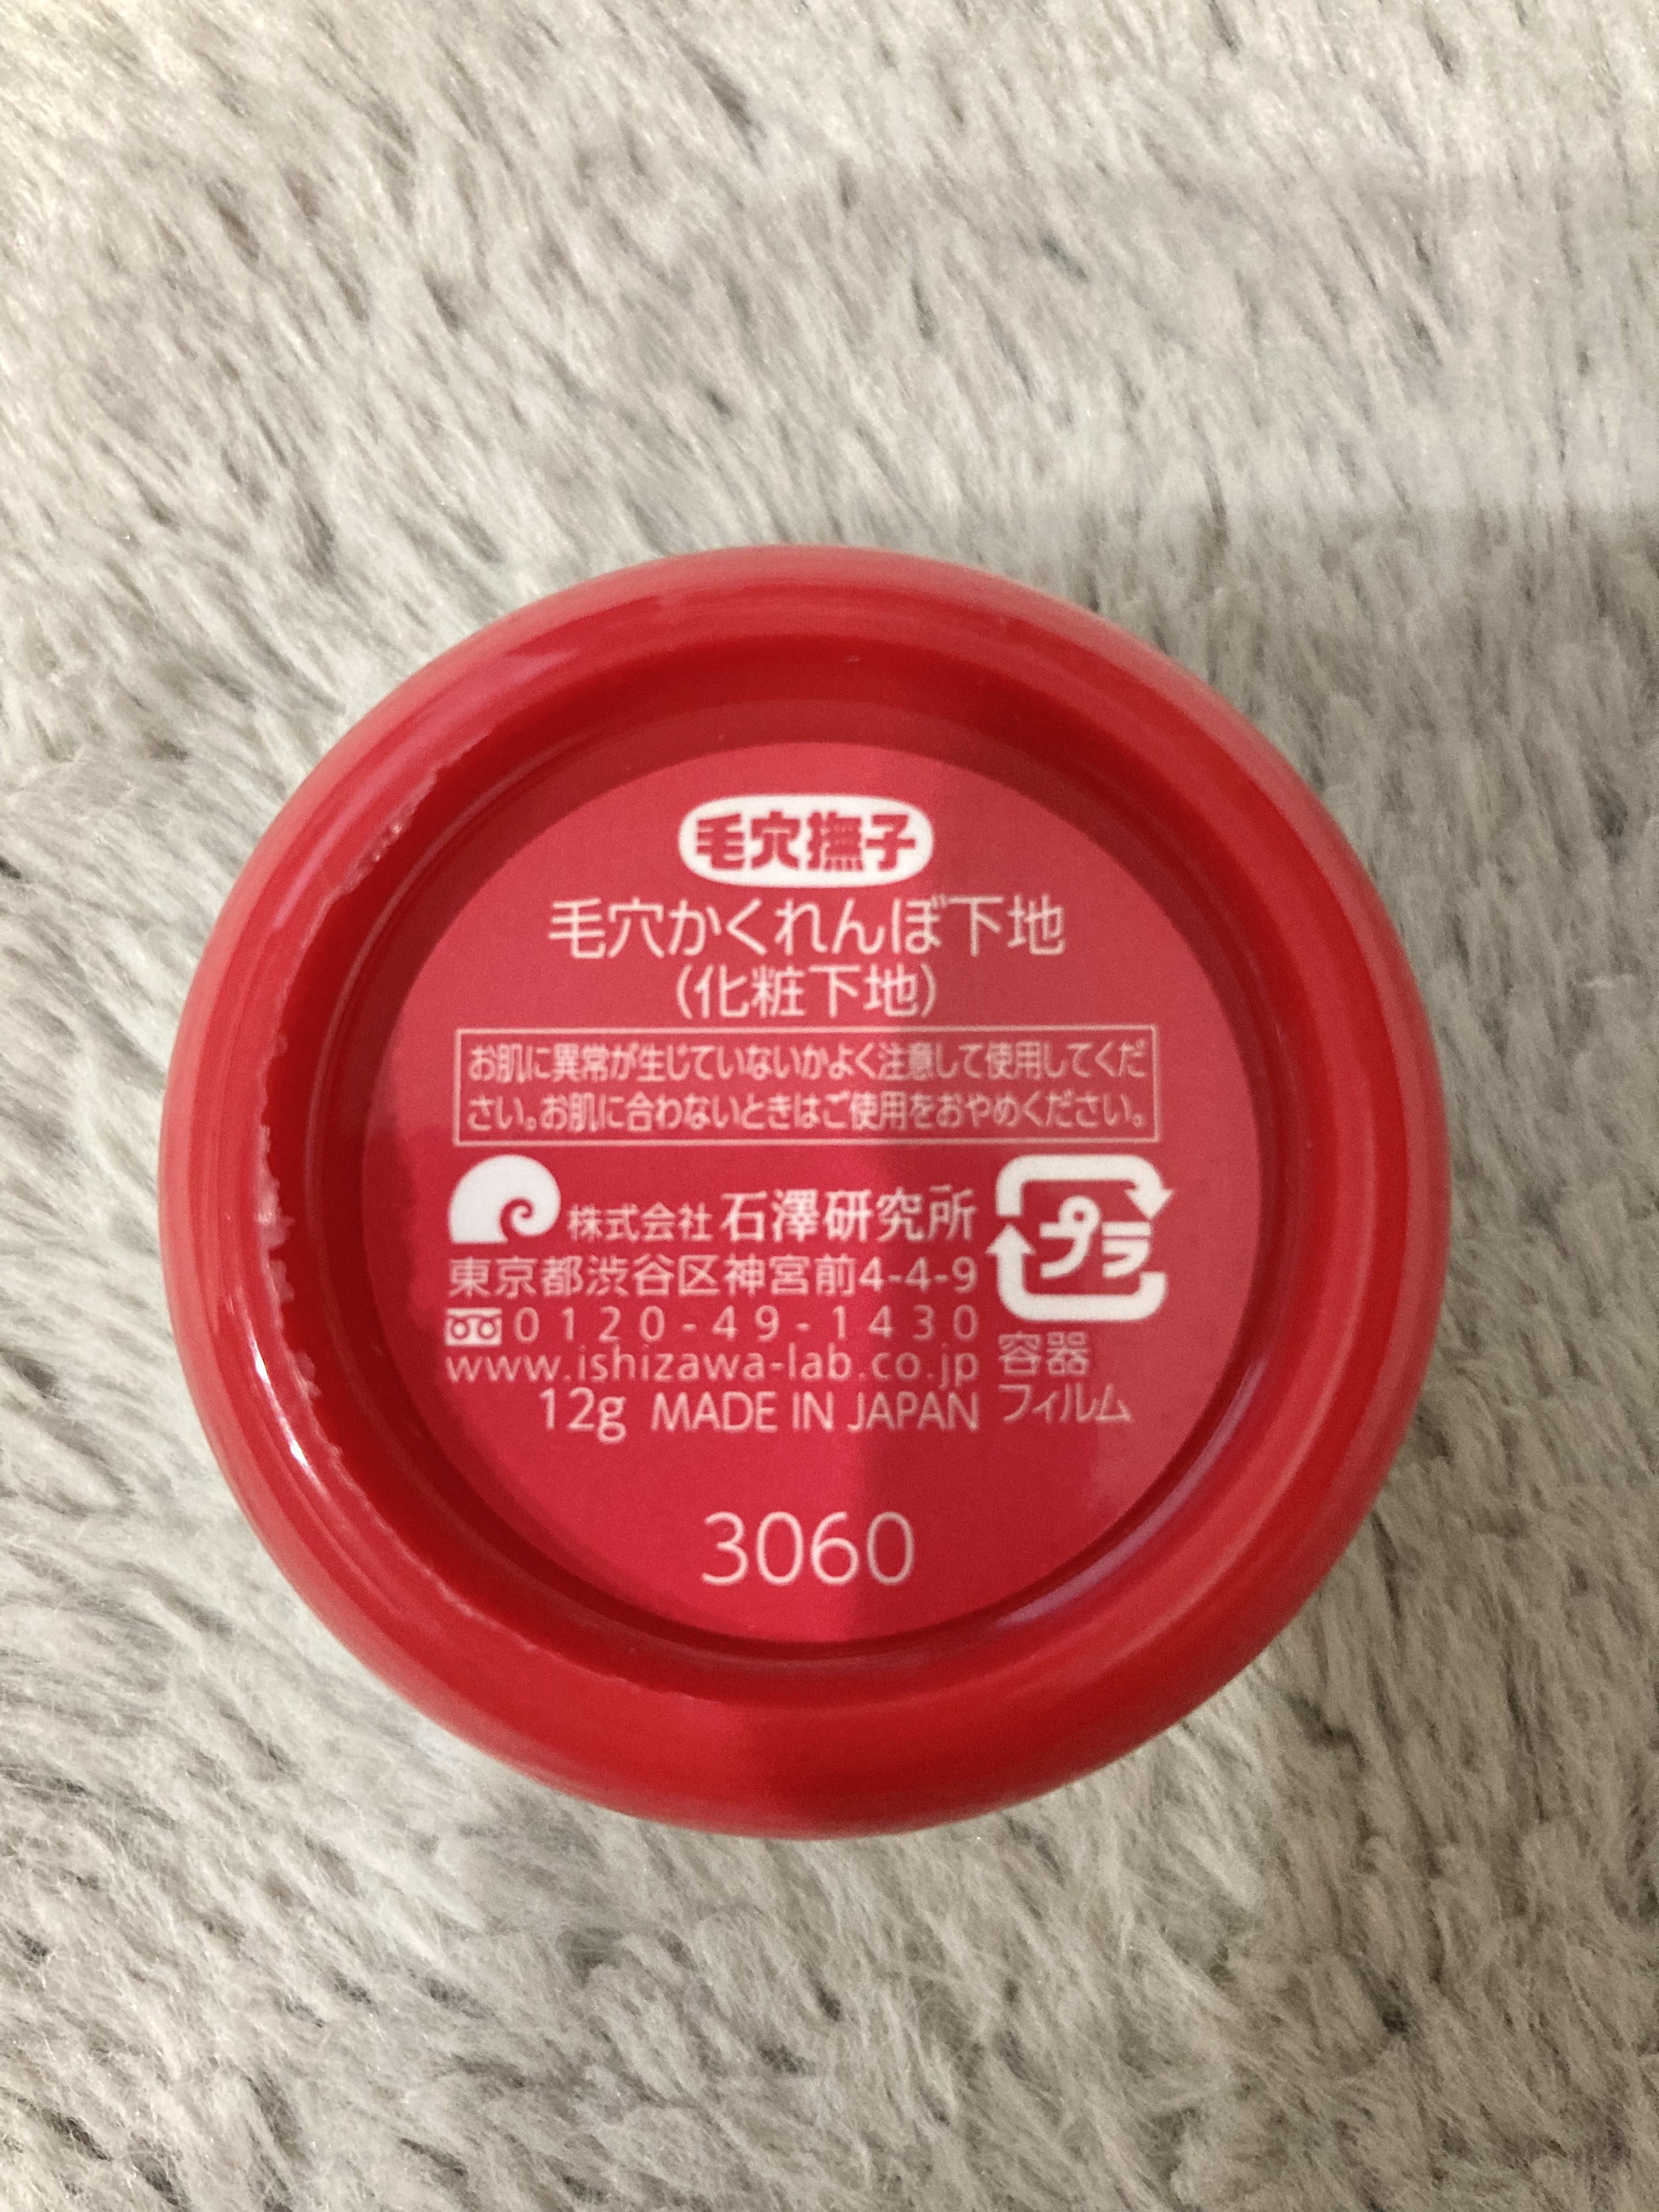 毛穴撫子
毛穴かくれんぼ下地
(化粧下地)
お肌に異常が生じていないかよく注意して使用してくだ
さい。お肌に合わないときはご使用をおやめください。
株式会社 石澤研究所
東京都渋谷区神宮前4-4-9
0120-49-1430
www.ishizawa-lab.co.jp
12g MADE IN JAPAN
プラ
容器
フィルム
3060